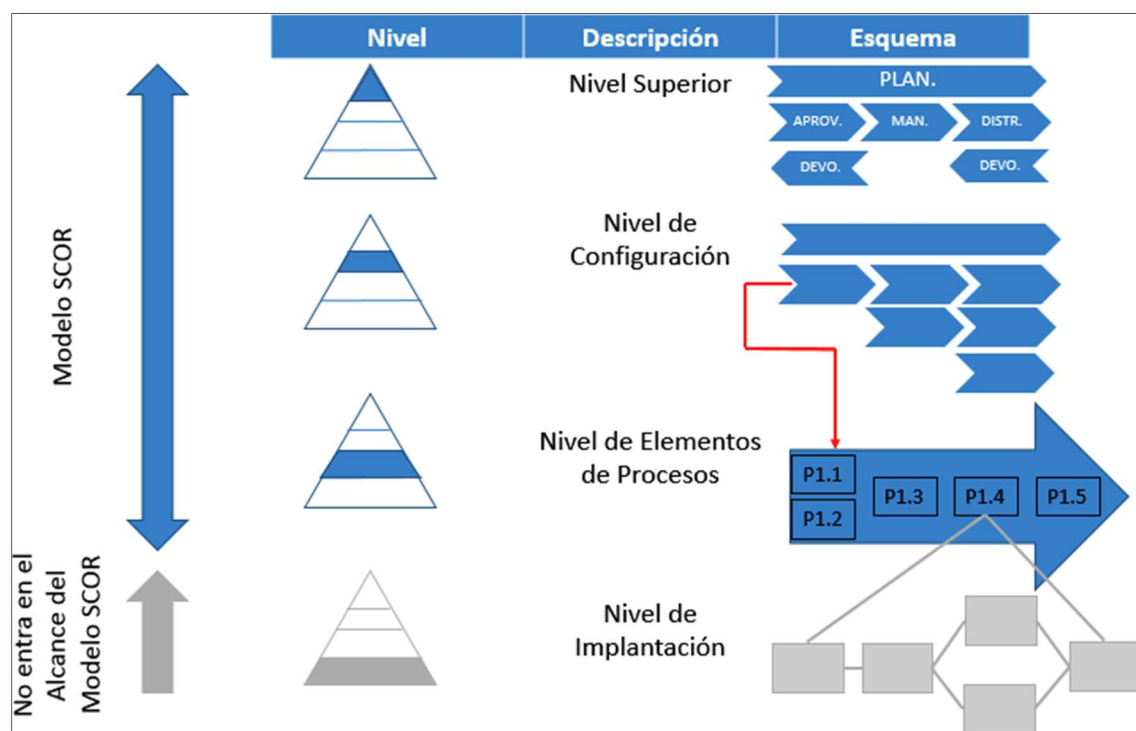 Nivel
Descripción
Esquema
Modelo SCOR
Nivel Superior
PLAN.
APROV.
MAN.
DISTR.
DEVO.
DEVO.
Nivel de
Configuración
Nivel de Elementos
de Procesos
P1.1
P1.2
P1.3
P1.4
P1.5
No entra en el
Alcance del
Modelo SCOR
Nivel de
Implantación